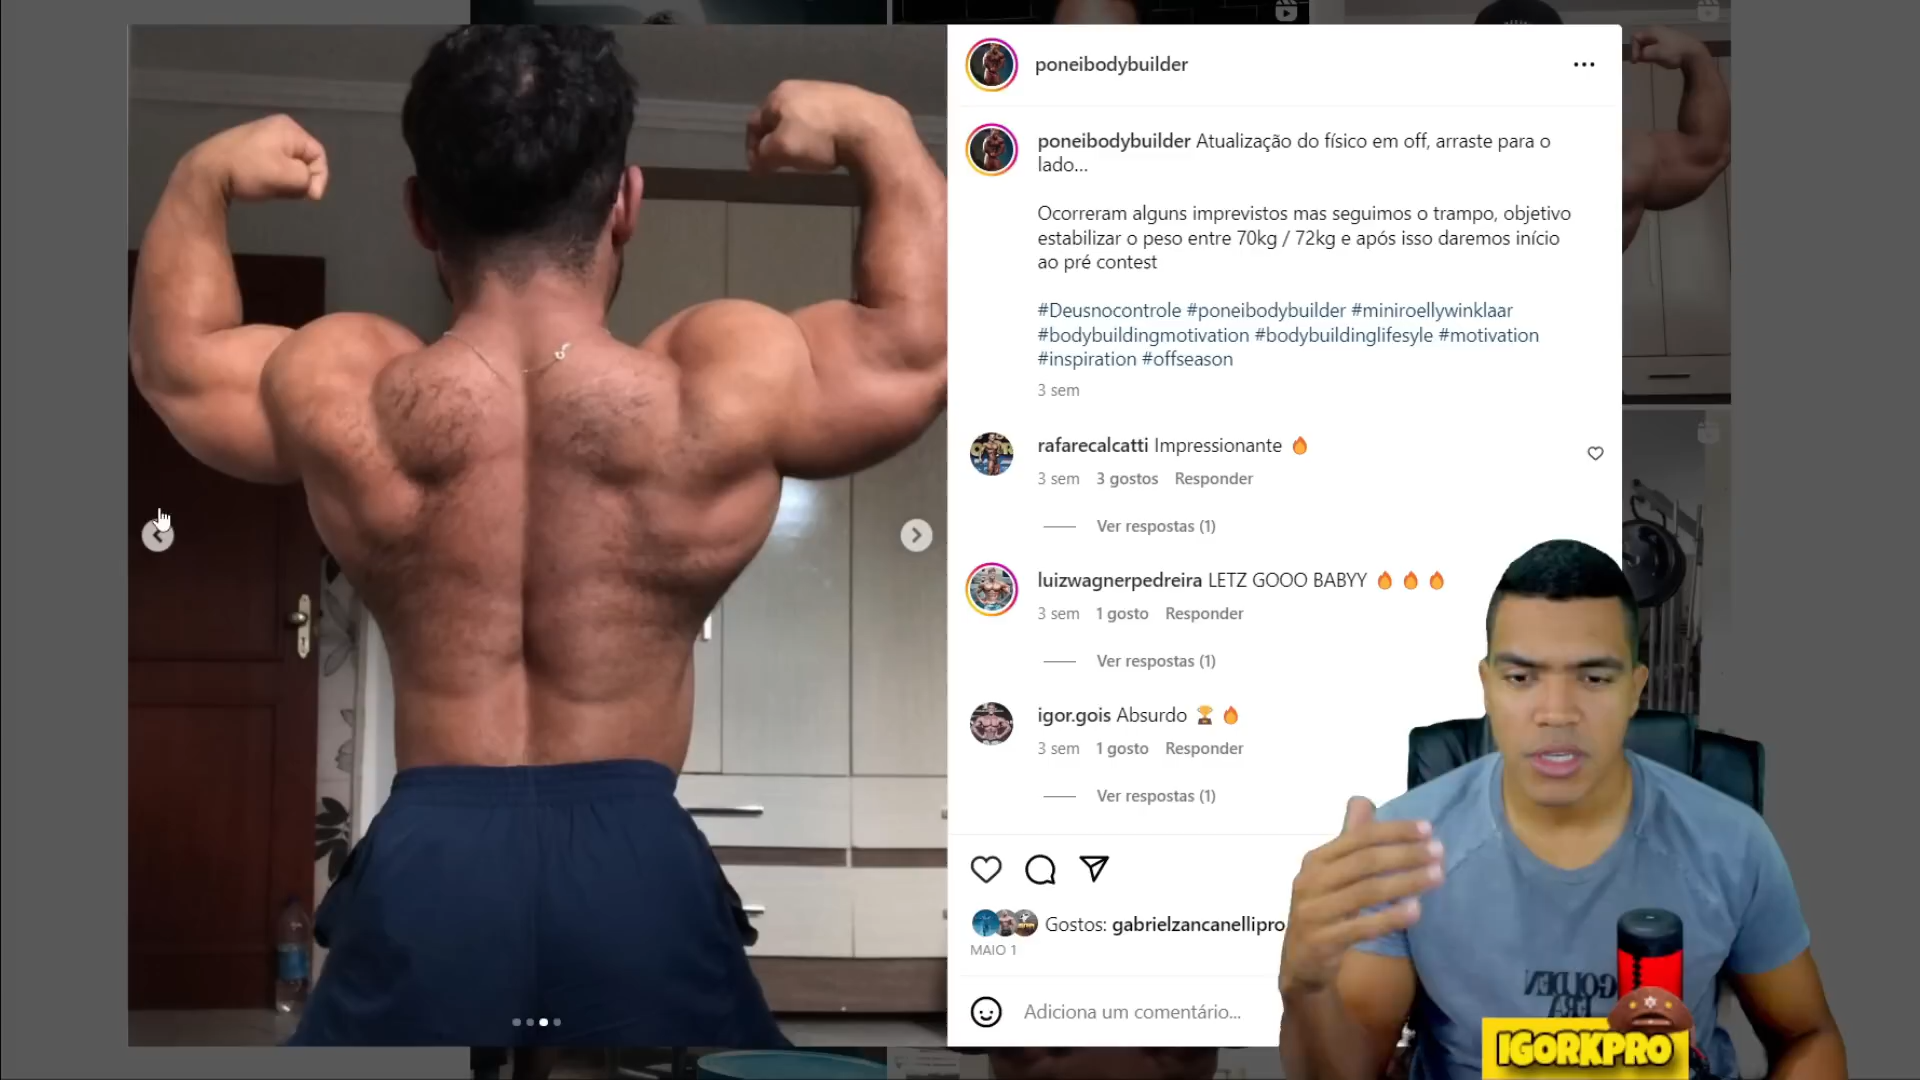 poneibodybuilder
poneibodybuilder Atualização do físico em off, arraste para o
lado...
Ocorreram alguns imprevistos mas seguimos o trampo, objetivo
estabilizar o peso entre 70kg / 72kg e após isso daremos início
ao pré contest
#Deusnocontrole #poneibodybuilder #miniroellywinklaar
#bodybuildingmotivation #bodybuildinglifesyle #motivation
#inspiration #offseason
3 sem
rafarecalcatti Impressionante 🔥
3 sem 3 gostos Responder
Ver respostas (1)
luizwagnerpedreira LETZ GOOO BABYY 🔥 🔥 🔥
3 sem 1 gosto Responder
Ver respostas (1)
igor.gois Absurdo 🏆 🔥
3 sem 1 gosto Responder
Ver respostas (1)
Gostos: gabrielzancanellipro
MAIO 1
Adiciona um comentário...
GOLDEN
ERA
IGORKPRO